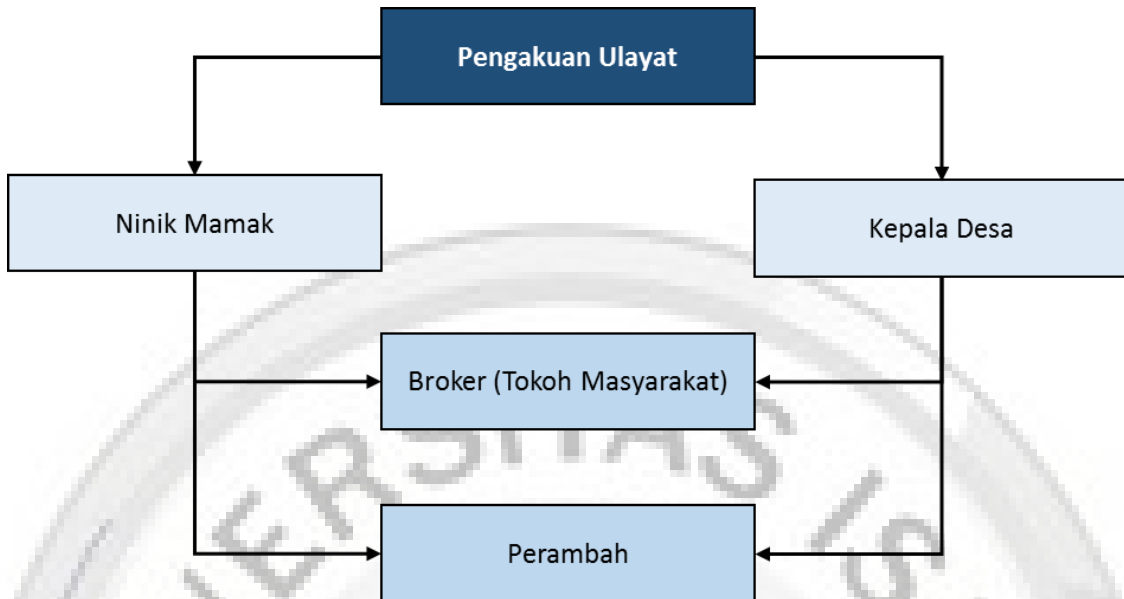 Pengakuan Ulayat
Ninik Mamak
Kepala Desa
Broker (Tokoh Masyarakat)
Perambah